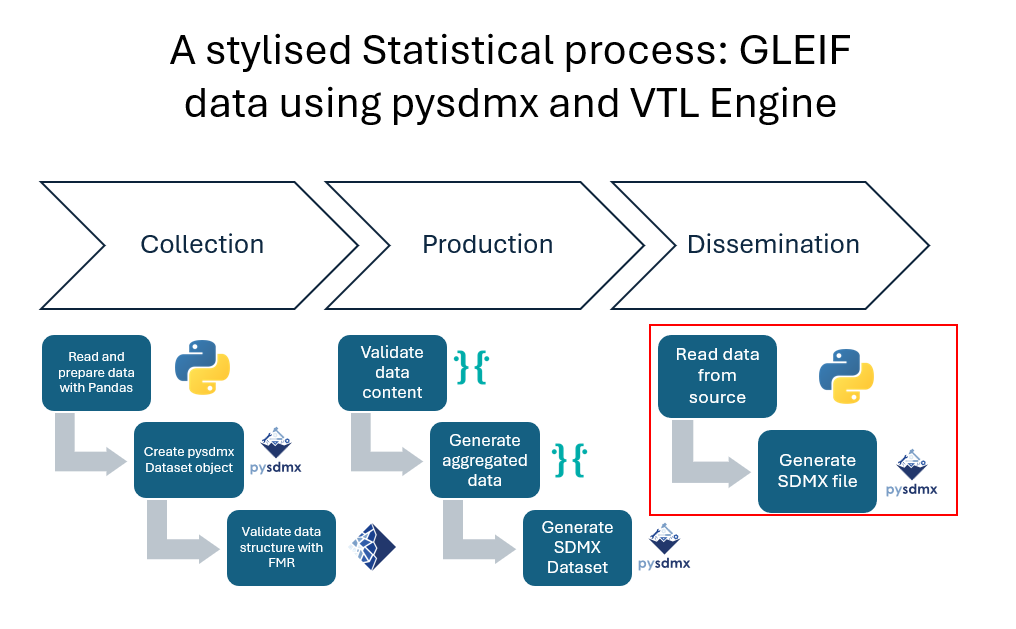 A stylised Statistical process: GLEIF
data using pysdmx and VTL Engine
Collection
Production
Dissemination
Read and
prepare data
with Pandas
Create pysdmx
Dataset object
pysdmx
Validate data
structure with
FMR
Validate
data
content
Generate
aggregated
data
Generate
SDMX
Dataset
pysdmx
Read data
from
source
Generate
SDMX file
pysdmx